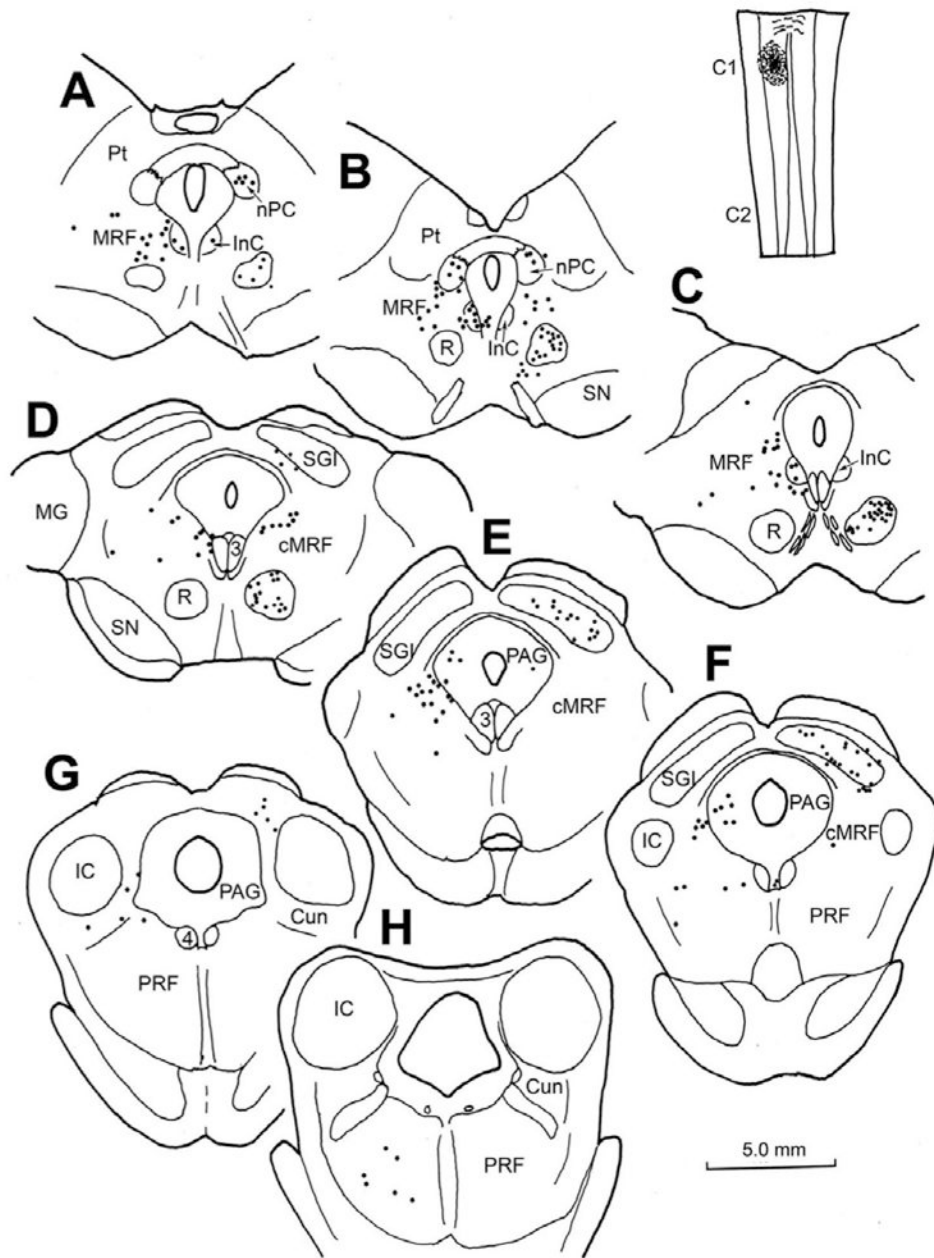 A
Pt
nPC
MRF
InC
B
Pt
nPC
MRF
InC
R
SN
C1
C2
C
MRF
InC
R
D
SGI
MG
cMRF
3
R
SN
E
SGI
PAG
cMRF
3
F
SGI
PAG
IC
cMRF
PRF
G
IC
PAG
Cun
4
PRF
H
IC
Cun
PRF
5.0 mm